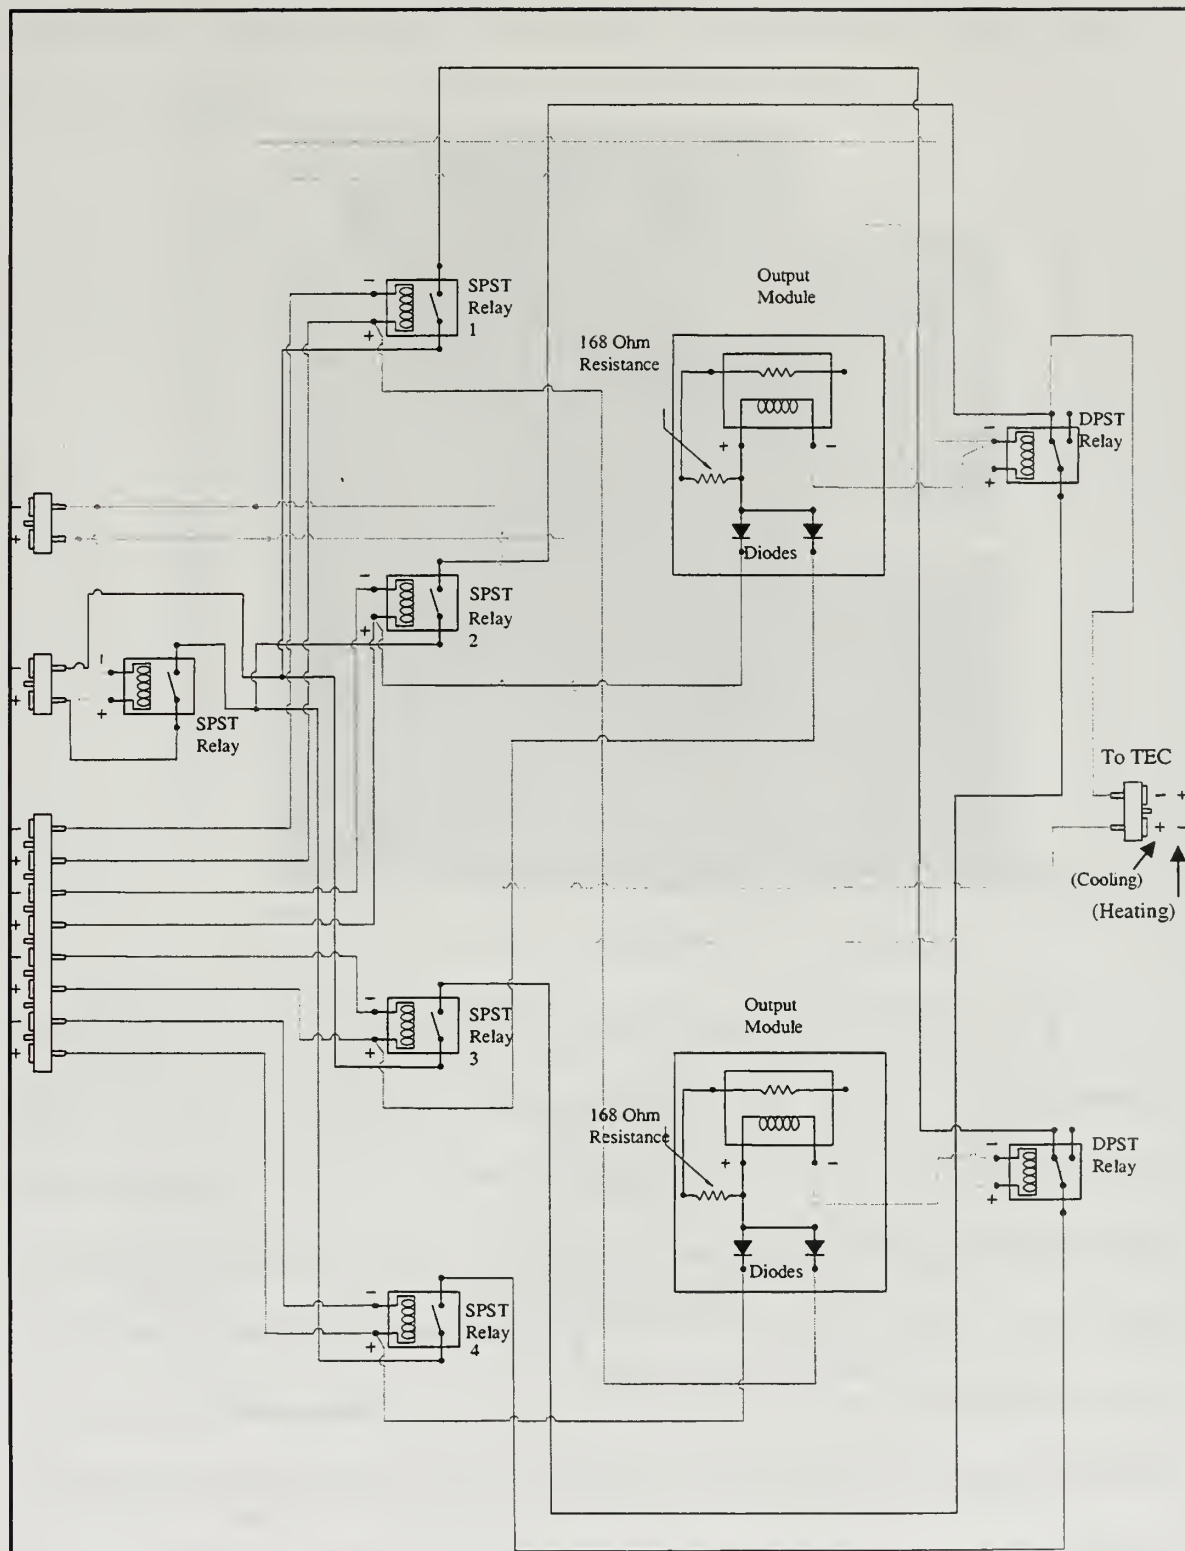 SPST
Relay
1
Output
Module
168 Ohm
Resistance
+ -
Diodes
- +
DPST
Relay
- +
- +
SPST
Relay
2
- +
- +
- +
SPST
Relay
To TEC
- +
+ -
(Cooling)
(Heating)
-
+
-
+
-
+
-
+
- +
SPST
Relay
3
Output
Module
168 Ohm
Resistance
+ -
Diodes
- +
DPST
Relay
- +
SPST
Relay
4
- +